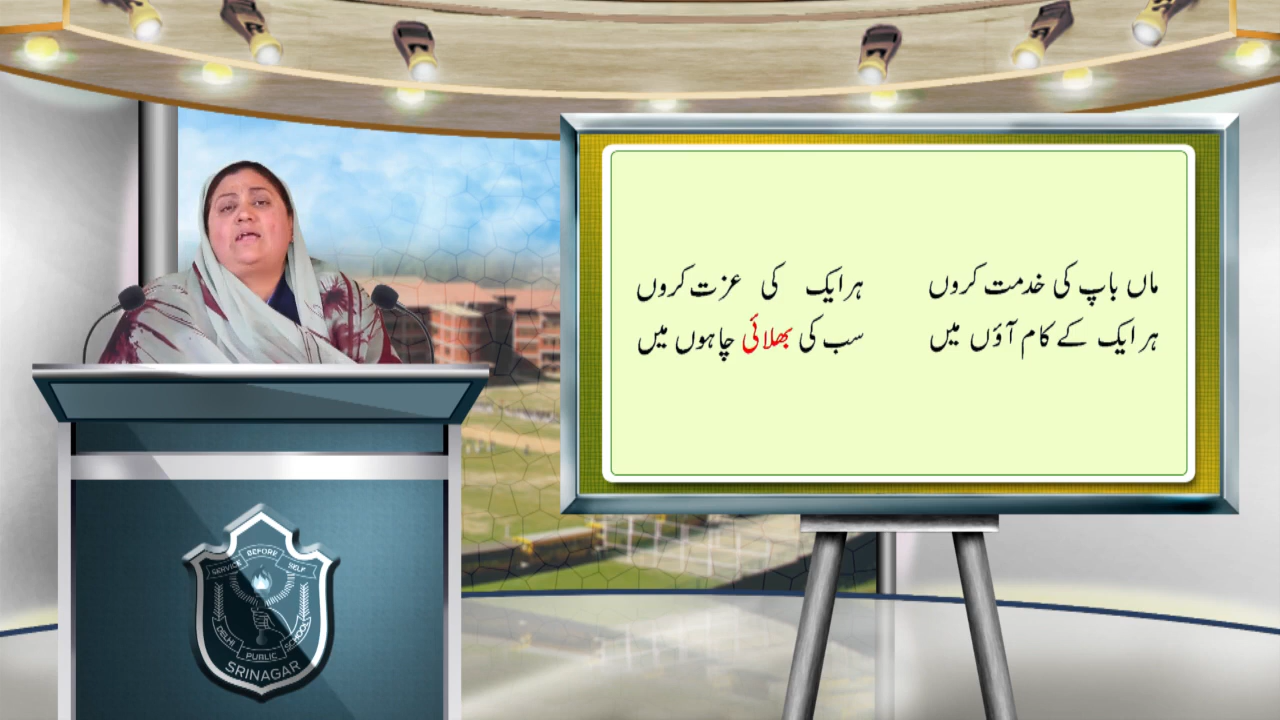 ماں باپ کی خدمت کروں ہر ایک کی عزت کروں
ہر ایک کے کام آؤں میں سب کی بھلائی چاہوں میں
SERVICE BEFORE SELF
DELHI PUBLIC SCHOOL
SRINAGAR